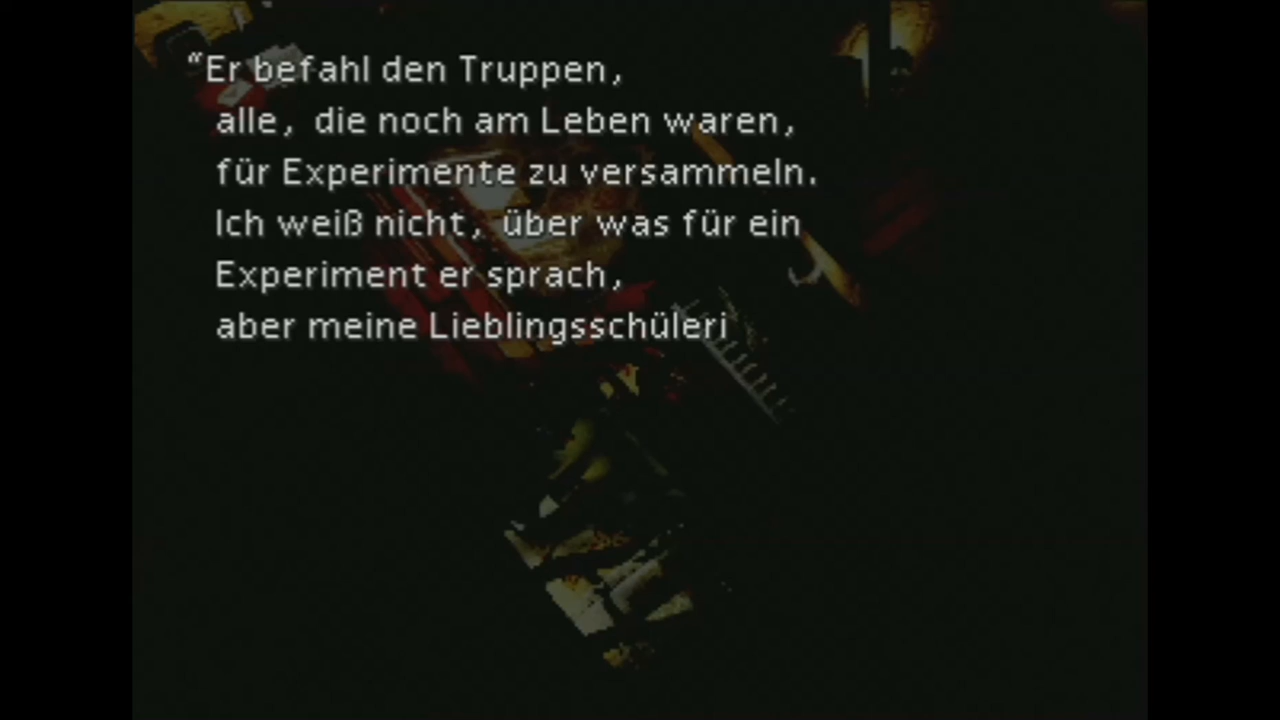 “Er befahl den Truppen,
alle, die noch am Leben waren,
für Experimente zu versammeln.
Ich weiß nicht, über was für ein
Experiment er sprach,
aber meine Lieblingsschüleri